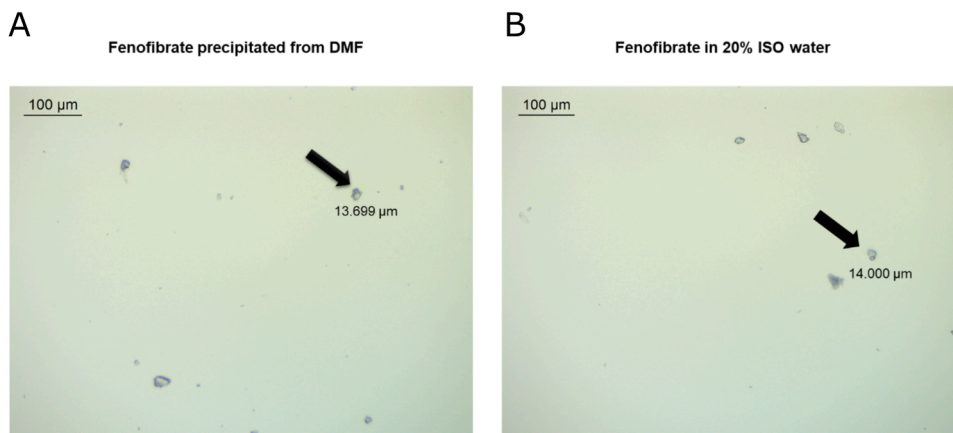 A
Fenofibrate precipitated from DMF
100 µm
13.699 µm
B
Fenofibrate in 20% ISO water
100 µm
14.000 µm